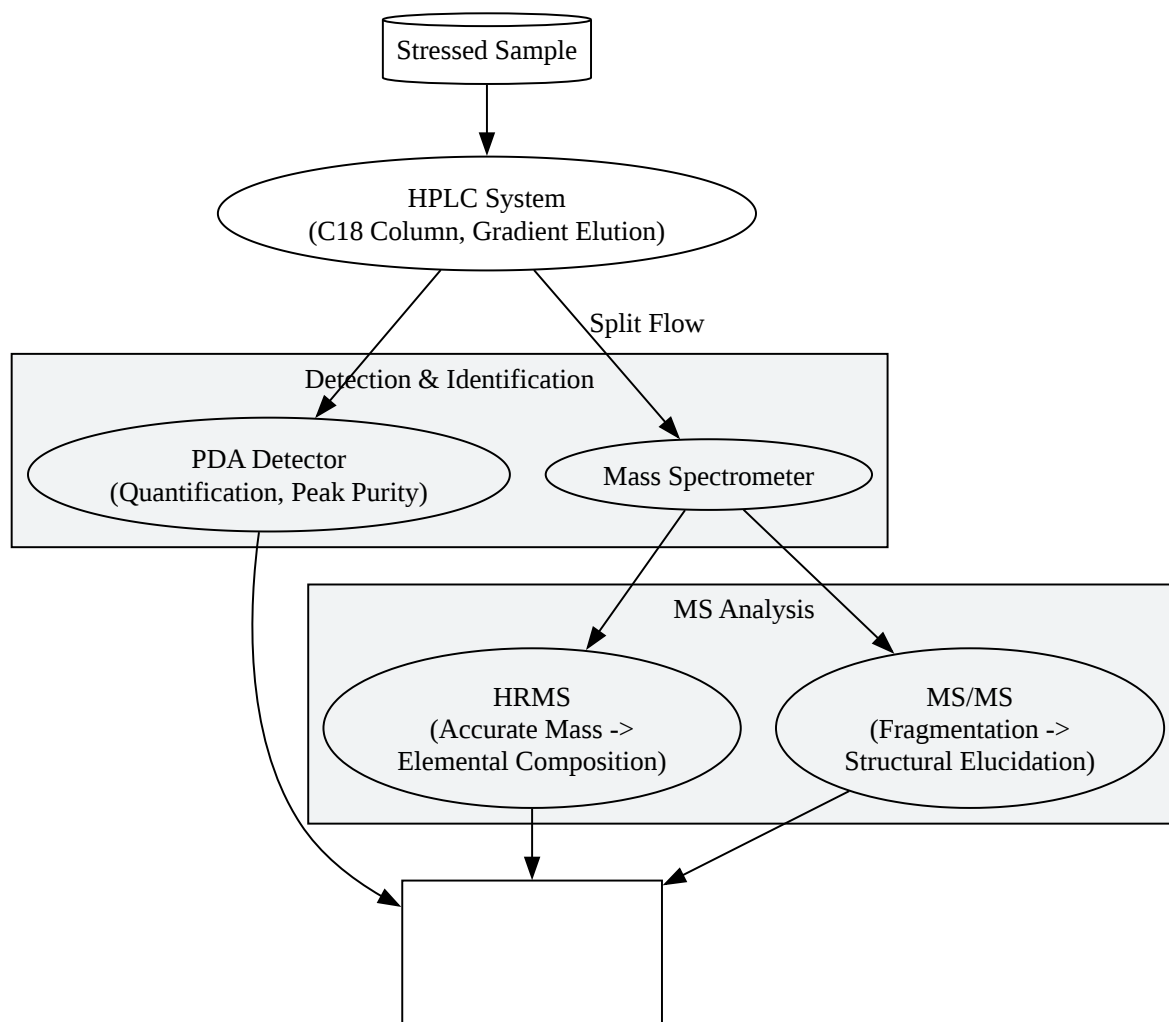 Stressed Sample
HPLC System
(C18 Column, Gradient Elution)
Split Flow
Detection & Identification
PDA Detector
(Quantification, Peak Purity)
Mass Spectrometer
MS Analysis
HRMS
(Accurate Mass ->
Elemental Composition)
MS/MS
(Fragmentation ->
Structural Elucidation)